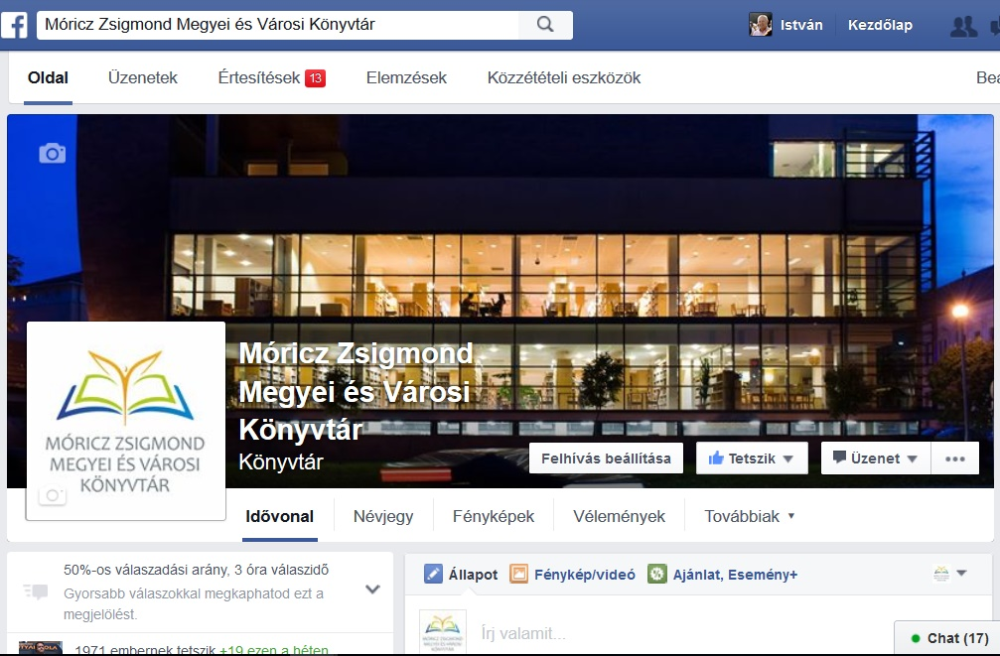 Móricz Zsigmond Megyei és Városi Könyvtár
István
Kezdőlap
Oldal
Üzenetek
Értesítések 13
Elemzések
Közzétételi eszközök
MÓRICZ ZSIGMOND
MEGYEI ÉS VÁROSI
KÖNYVTÁR
Móricz Zsigmond
Megyei és Városi
Könyvtár
Könyvtár
Felhívás beállítása
Tetszik
Üzenet
Idővonal
Névjegy
Fényképek
Vélemények
Továbbiak
50%-os válaszadási arány, 3 óra válaszidő
Gyorsabb válaszokkal megkaphatod ezt a
megjelölést.
1971 embernek tetszik +19 ezen a héten
Állapot
Fénykép/videó
Ajánlat, Esemény+
MÓRICZ ZSIGMOND
MEGYEI ÉS VÁROSI
KÖNYVTÁR
Írj valamit...
Chat (17)